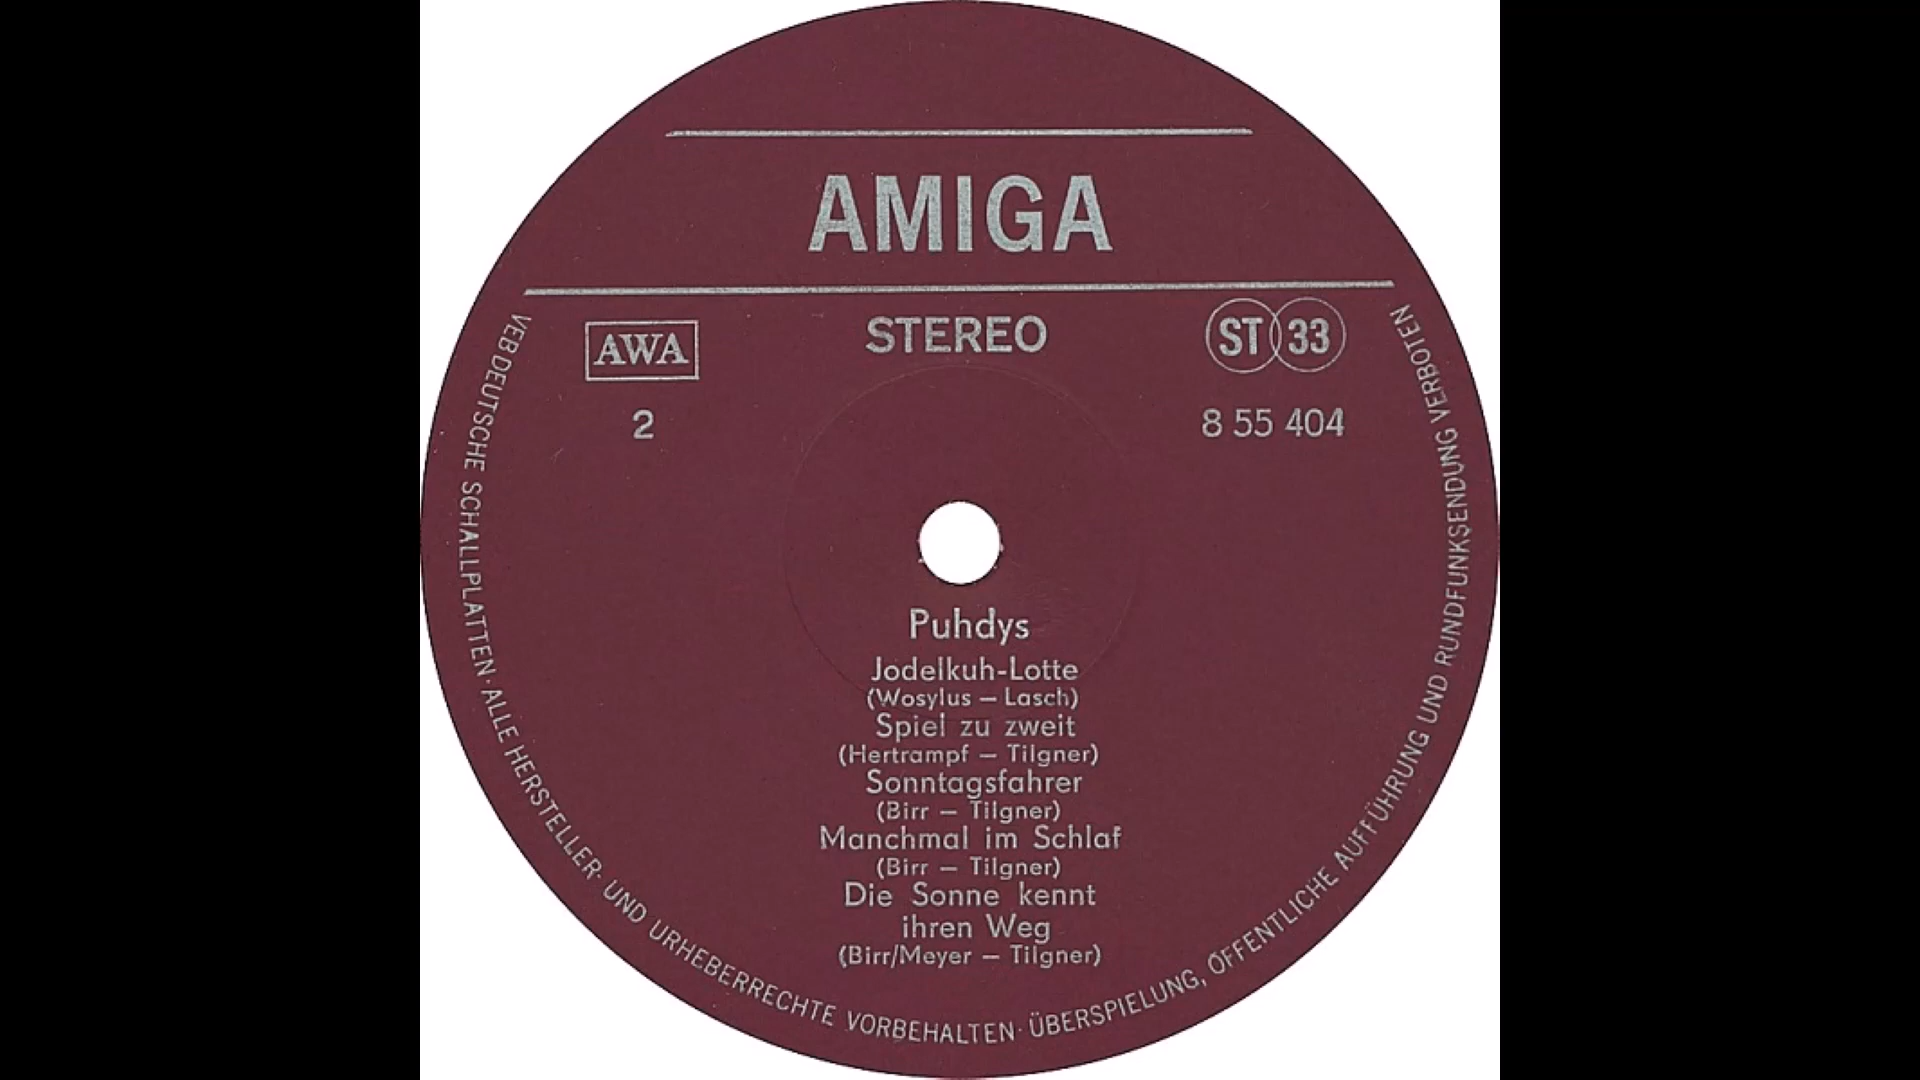 AMIGA
AWA
STEREO
ST 33
2
8 55 404
Puhdys
Jodelkuh-Lotte
(Wosylus – Lasch)
Spiel zu zweit
(Hertrampf – Tilgner)
Sonntagsfahrer
(Birr – Tilgner)
Manchmal im Schlaf
(Birr – Tilgner)
Die Sonne kennt
ihren Weg
(Birr/Meyer – Tilgner)
VEB DEUTSCHE SCHALLPLATTEN · ALLE HERSTELLER- UND URHEBERRECHTE VORBEHALTEN · ÜBERSPIELUNG, ÖFFENTLICHE AUFFÜHRUNG UND RUNDFUNKSENDUNG VERBOTEN